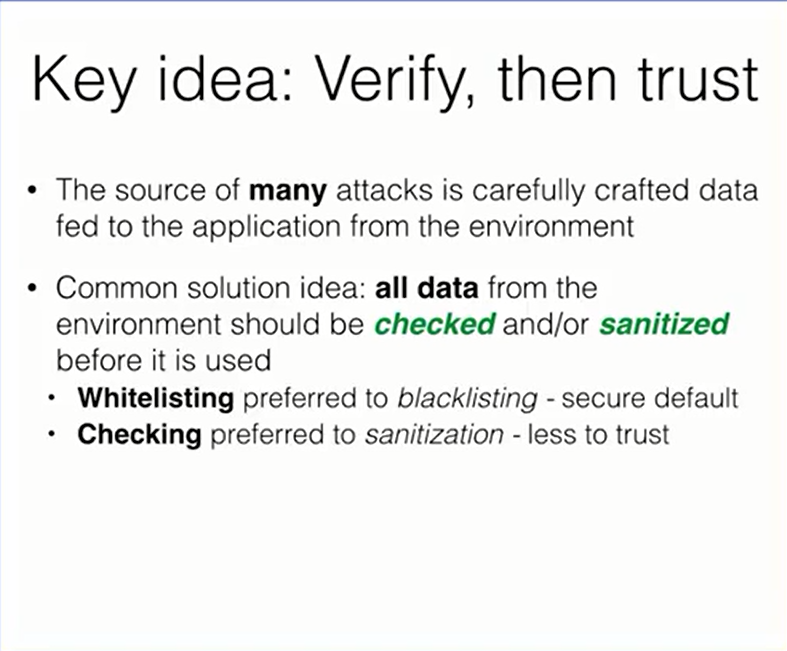 Key idea: Verify, then trust
• The source of many attacks is carefully crafted data
fed to the application from the environment
• Common solution idea: all data from the
environment should be checked and/or sanitized
before it is used
• Whitelisting preferred to blacklisting - secure default
• Checking preferred to sanitization - less to trust